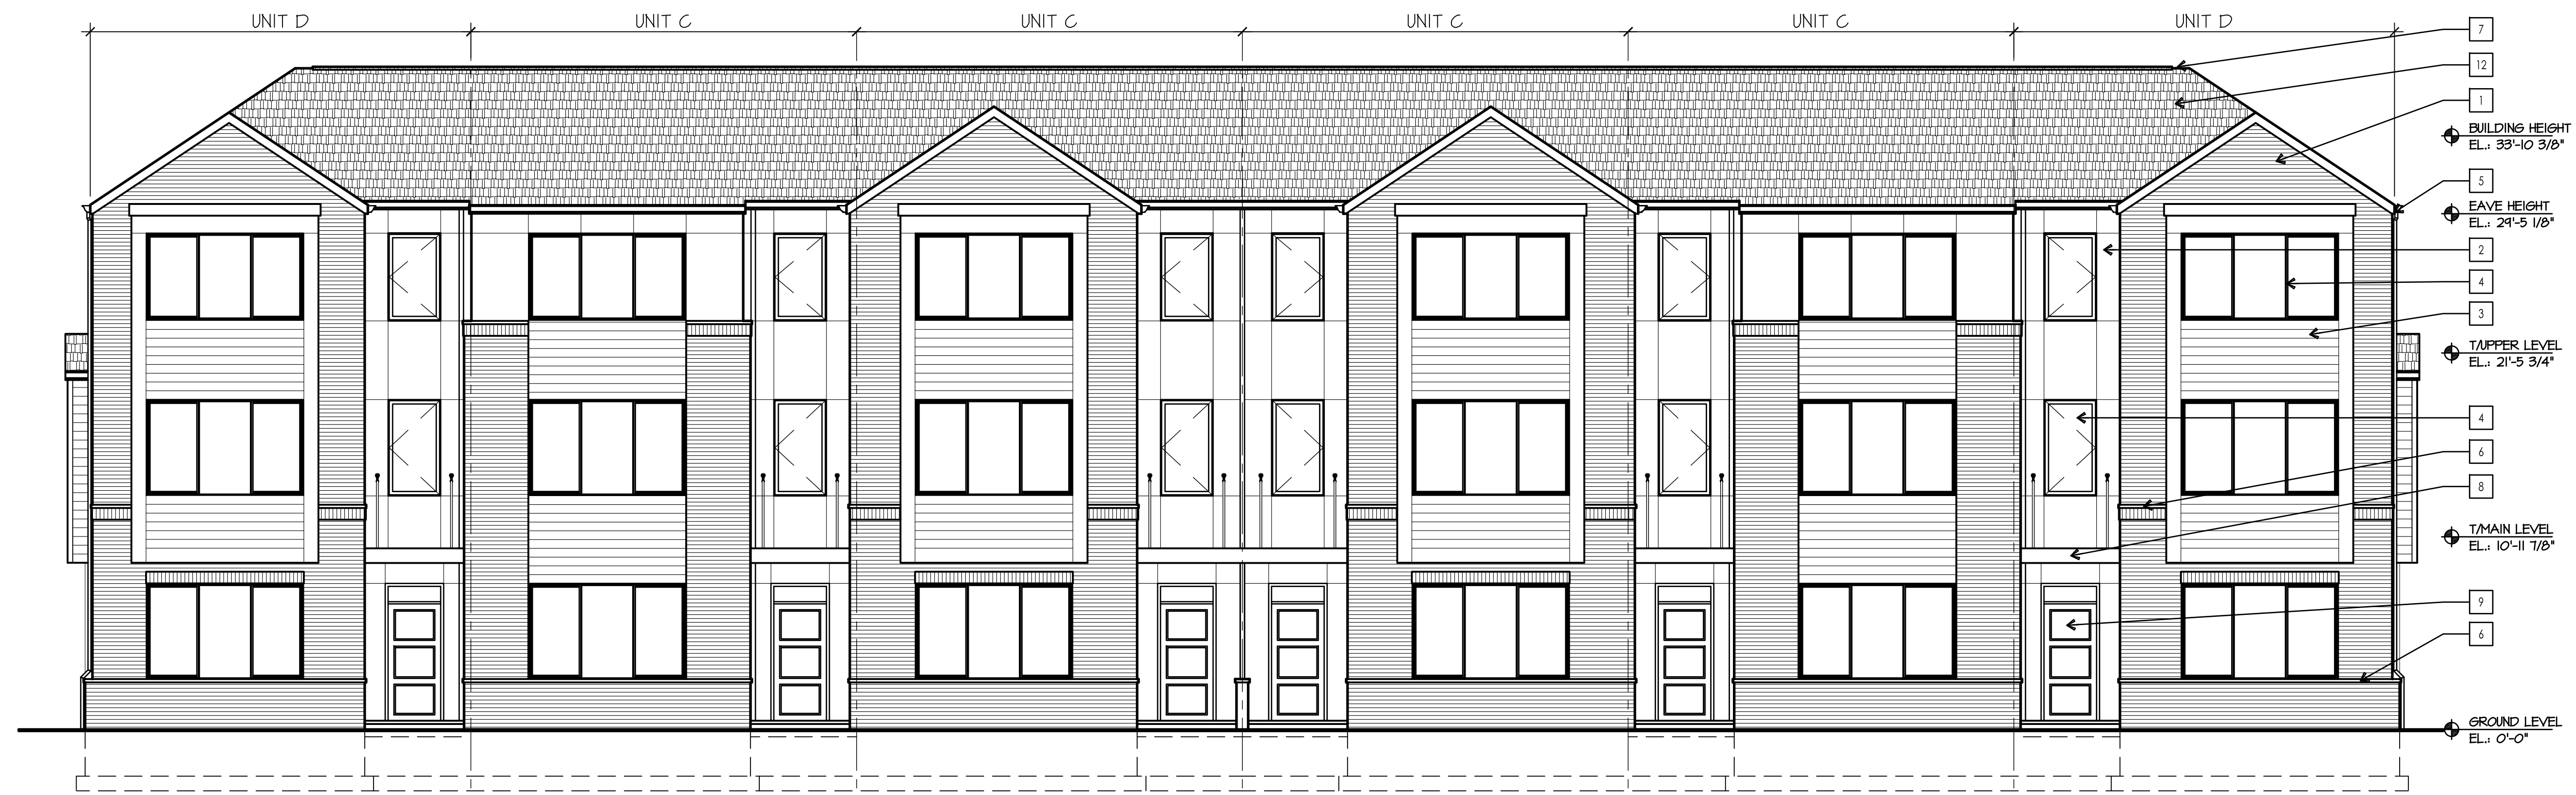 UNIT D
UNIT C
UNIT C
UNIT C
UNIT C
UNIT D
7
12
1
BUILDING HEIGHT
EL.: 33'-10 3/8"
5
EAVE HEIGHT
EL.: 29'-5 1/8"
2
4
3
T/UPPER LEVEL
EL.: 21'-5 3/4"
4
6
8
T/MAIN LEVEL
EL.: 10'-11 7/8"
9
6
GROUND LEVEL
EL.: 0'-0"